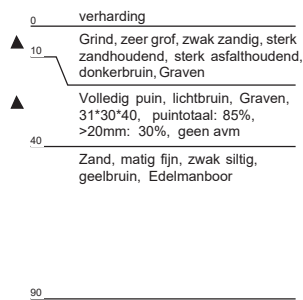 0 verharding
Grind, zeer grof, zwak zandig, sterk
10 zandhoudend, sterk asfalthoudend,
donkerbruin, Graven
Volledig puin, lichtbruin, Graven,
31*30*40, puintotaal: 85%,
>20mm: 30%, geen avm
40
Zand, matig fijn, zwak siltig,
geelbruin, Edelmanboor
90